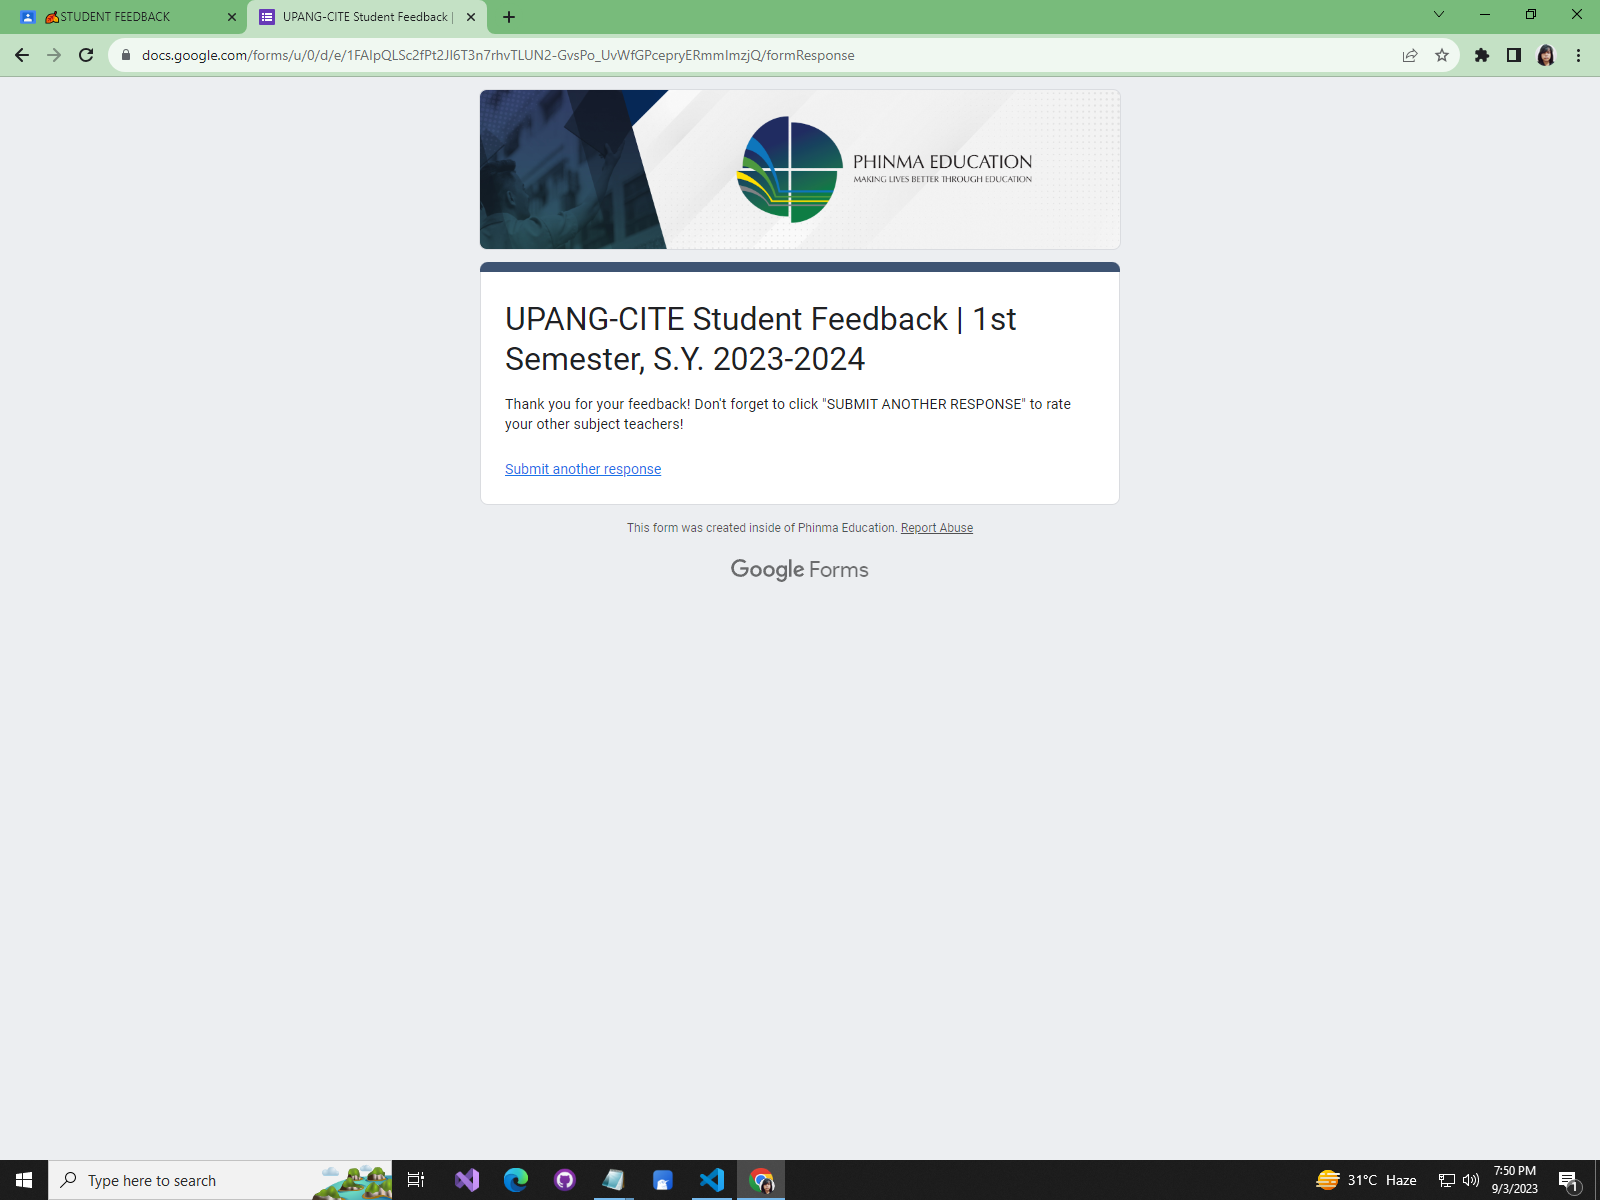 STUDENT FEEDBACK
UPANG-CITE Student Feedback |
docs.google.com/forms/u/0/d/e/1FAIpQLSc2fPt2JI6T3n7rhvTLUN2-GvsPo_UvWfGPcepryERmmImzjQ/formResponse
PHINMA EDUCATION
MAKING LIVES BETTER THROUGH EDUCATION
UPANG-CITE Student Feedback | 1st
Semester, S.Y. 2023-2024
Thank you for your feedback! Don't forget to click "SUBMIT ANOTHER RESPONSE" to rate
your other subject teachers!
Submit another response
This form was created inside of Phinma Education. Report Abuse
Google Forms
Type here to search
31°C Haze
7:50 PM
9/3/2023
1